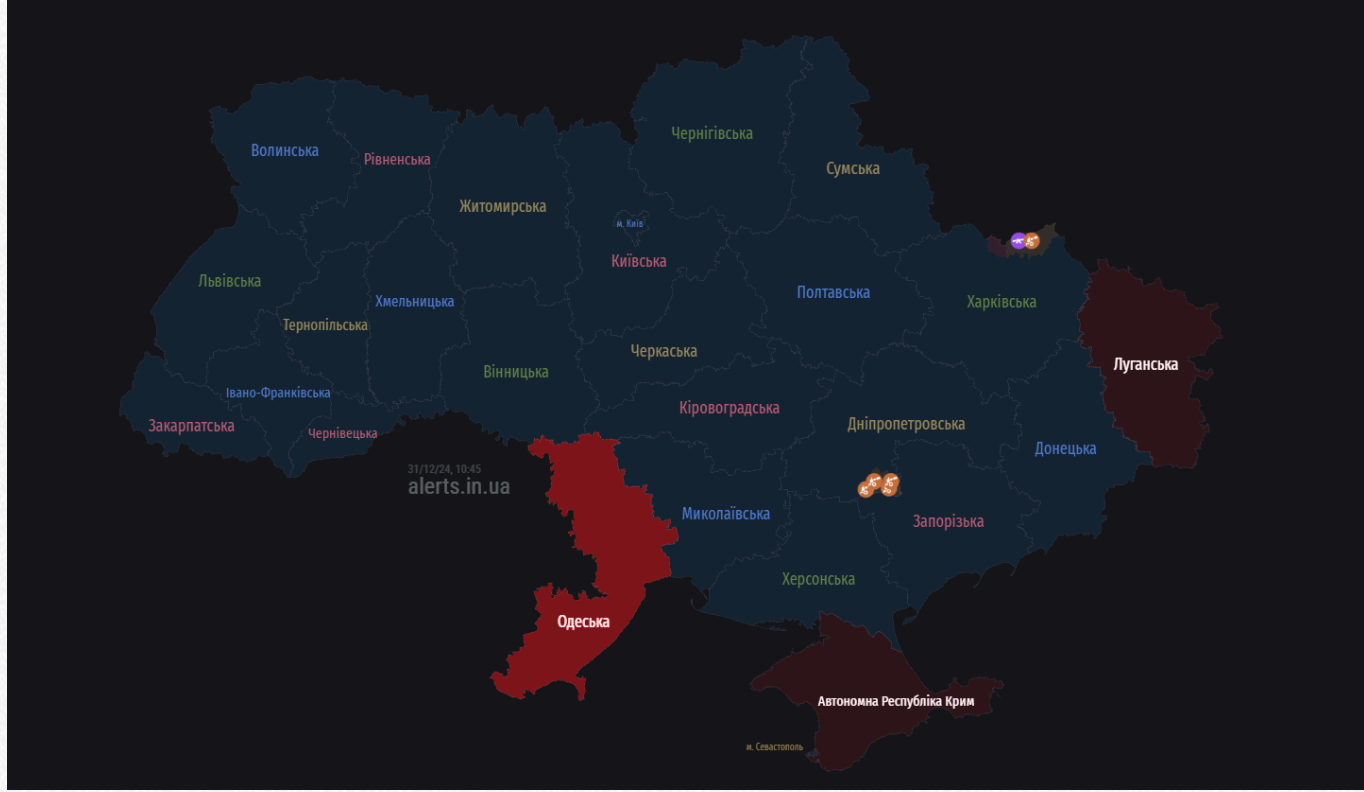 Чернігівська
Волинська
Рівненська
Сумська
Житомирська
м. Київ
Київська
Львівська
Хмельницька
Полтавська
Харківська
Тернопільська
Черкаська
Луганська
Вінницька
Івано-Франківська
Кіровоградська
Закарпатська
Чернівецька
Дніпропетровська
Донецька
31/12/24, 10:45
alerts.in.ua
Миколаївська
Запорізька
Херсонська
Одеська
Автономна Республіка Крим
м. Севастополь